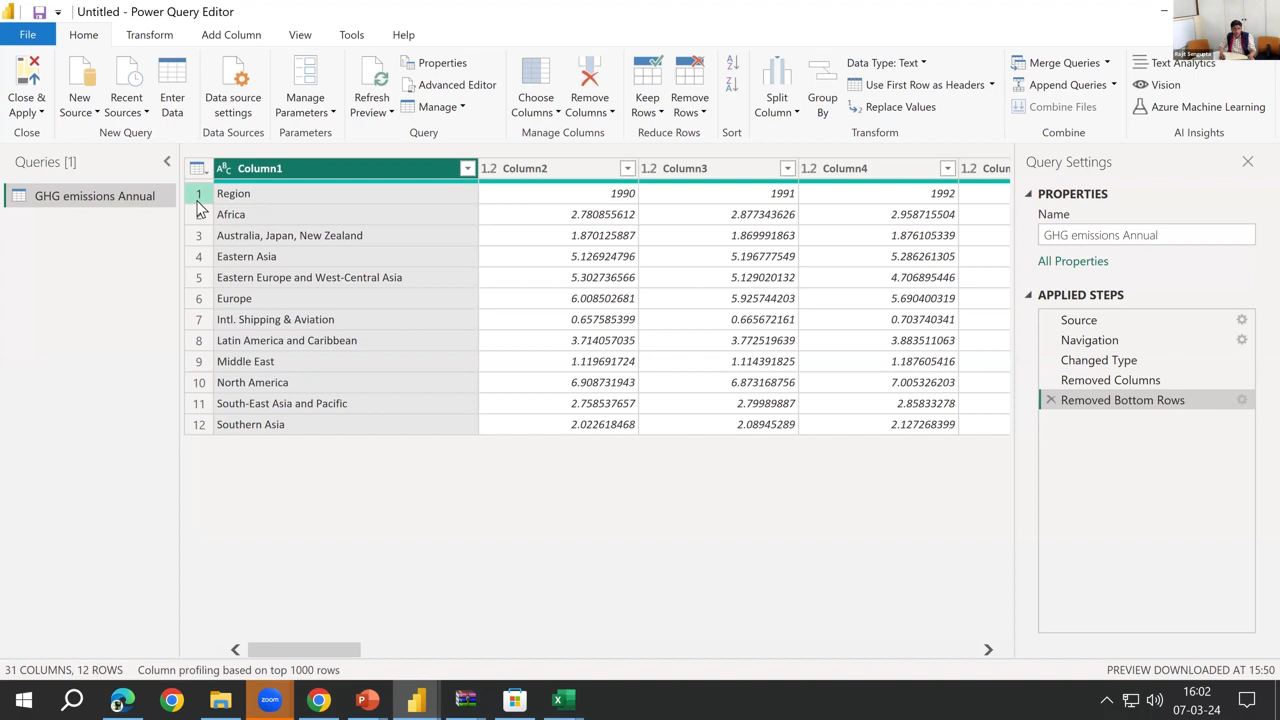 Untitled - Power Query Editor
Rajit Sengupta
File
Home
Transform
Add Column
View
Tools
Help
Close &
Apply
Close
New
Source
Recent
Sources
Enter
Data
New Query
Data source
settings
Data Sources
Manage
Parameters
Parameters
Refresh
Preview
Properties
Advanced Editor
Manage
Query
Choose
Columns
Remove
Columns
Manage Columns
Keep
Rows
Remove
Rows
Reduce Rows
Sort
Split
Column
Group
By
Data Type: Text
Use First Row as Headers
Replace Values
Transform
Merge Queries
Append Queries
Combine Files
Combine
Text Analytics
Vision
Azure Machine Learning
AI Insights
Queries [1]
GHG emissions Annual
Column1 1.2 Column2 1.2 Column3 1.2 Column4 1.2 Colum
1 Region 1990 1991 1992
Africa 2.780855612 2.877343626 2.958715504
3 Australia, Japan, New Zealand 1.870125887 1.869991863 1.876105339
4 Eastern Asia 5.126924796 5.196777549 5.286261305
5 Eastern Europe and West-Central Asia 5.302736566 5.129020132 4.706895446
6 Europe 6.008502681 5.925744203 5.690400319
7 Intl. Shipping & Aviation 0.657585399 0.665672161 0.703740341
8 Latin America and Caribbean 3.714057035 3.772519639 3.883511063
9 Middle East 1.119691724 1.114391825 1.187605416
10 North America 6.908731943 6.873168756 7.005326203
11 South-East Asia and Pacific 2.758537657 2.79989887 2.85833278
12 Southern Asia 2.022618468 2.08945289 2.127268399
Query Settings
PROPERTIES
Name
GHG emissions Annual
All Properties
APPLIED STEPS
Source
Navigation
Changed Type
Removed Columns
Removed Bottom Rows
31 COLUMNS, 12 ROWS
Column profiling based on top 1000 rows
PREVIEW DOWNLOADED AT 15:50
zoom
16:02
07-03-24